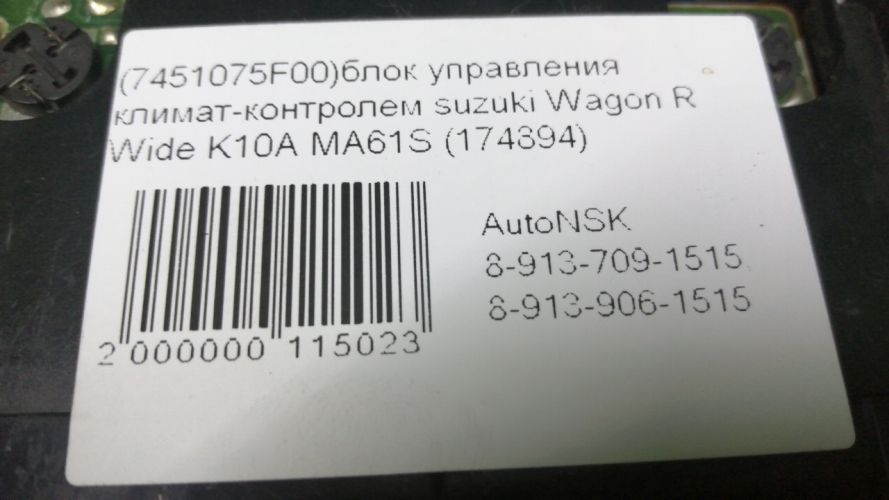 (7451075F00)блок управления
климат-контролем suzuki Wagon R
Wide K10A MA61S (174394)
AutoNSK
8-913-709-1515
8-913-906-1515
2 000000 115023